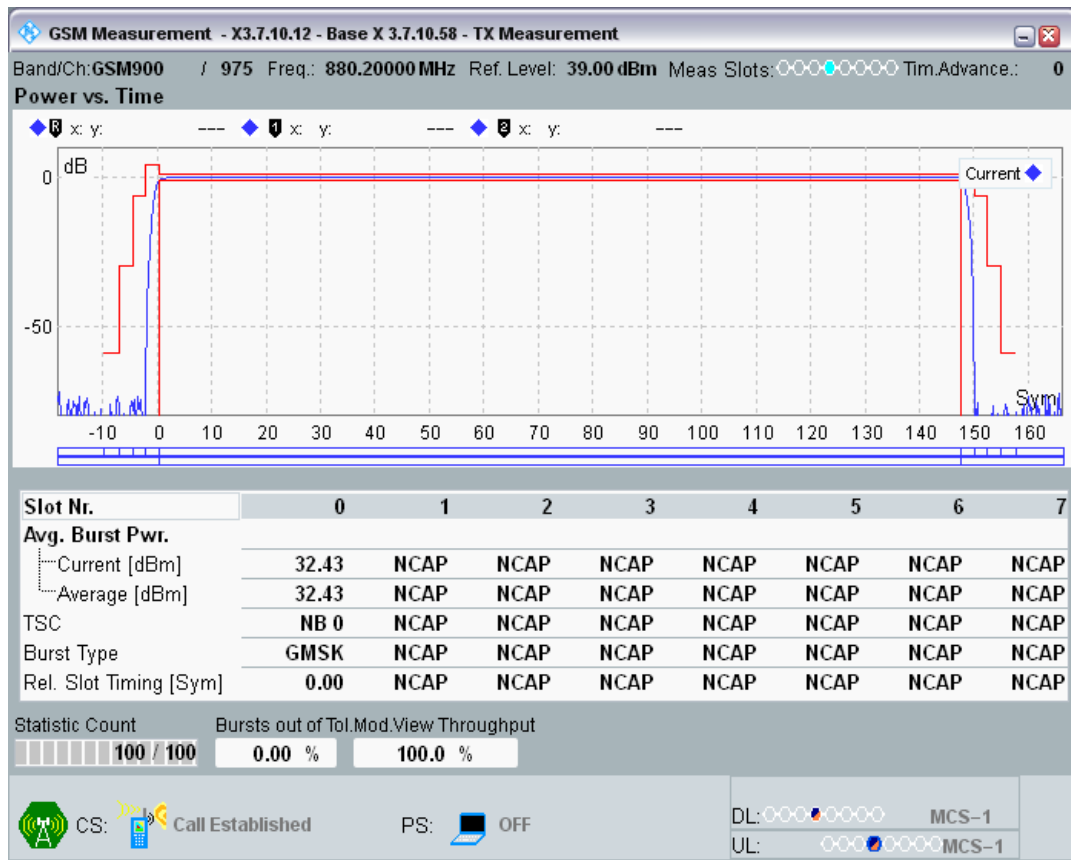 GSM Measurement - X3.7.10.12 - Base X 3.7.10.58 - TX Measurement
Band/Ch:GSM900 / 975 Freq.: 880.20000 MHz Ref. Level: 39.00 dBm Meas Slots: Tim.Advance.: 0
Power vs. Time
R x: y: --- 1 x: y: --- 2 x: y: ---
dB
0
Current
-50
Sym
-10 0 10 20 30 40 50 60 70 80 90 100 110 120 130 140 150 160
Slot Nr. 0 1 2 3 4 5 6 7
Avg. Burst Pwr.
Current [dBm] 32.43 NCAP NCAP NCAP NCAP NCAP NCAP NCAP
Average [dBm] 32.43 NCAP NCAP NCAP NCAP NCAP NCAP NCAP
TSC NB 0 NCAP NCAP NCAP NCAP NCAP NCAP NCAP
Burst Type GMSK NCAP NCAP NCAP NCAP NCAP NCAP NCAP
Rel. Slot Timing [Sym] 0.00 NCAP NCAP NCAP NCAP NCAP NCAP NCAP
Statistic Count Bursts out of Tol.Mod.View Throughput
100 / 100 0.00 % 100.0 %
CS: Call Established PS: OFF
DL: MCS-1
UL: MCS-1